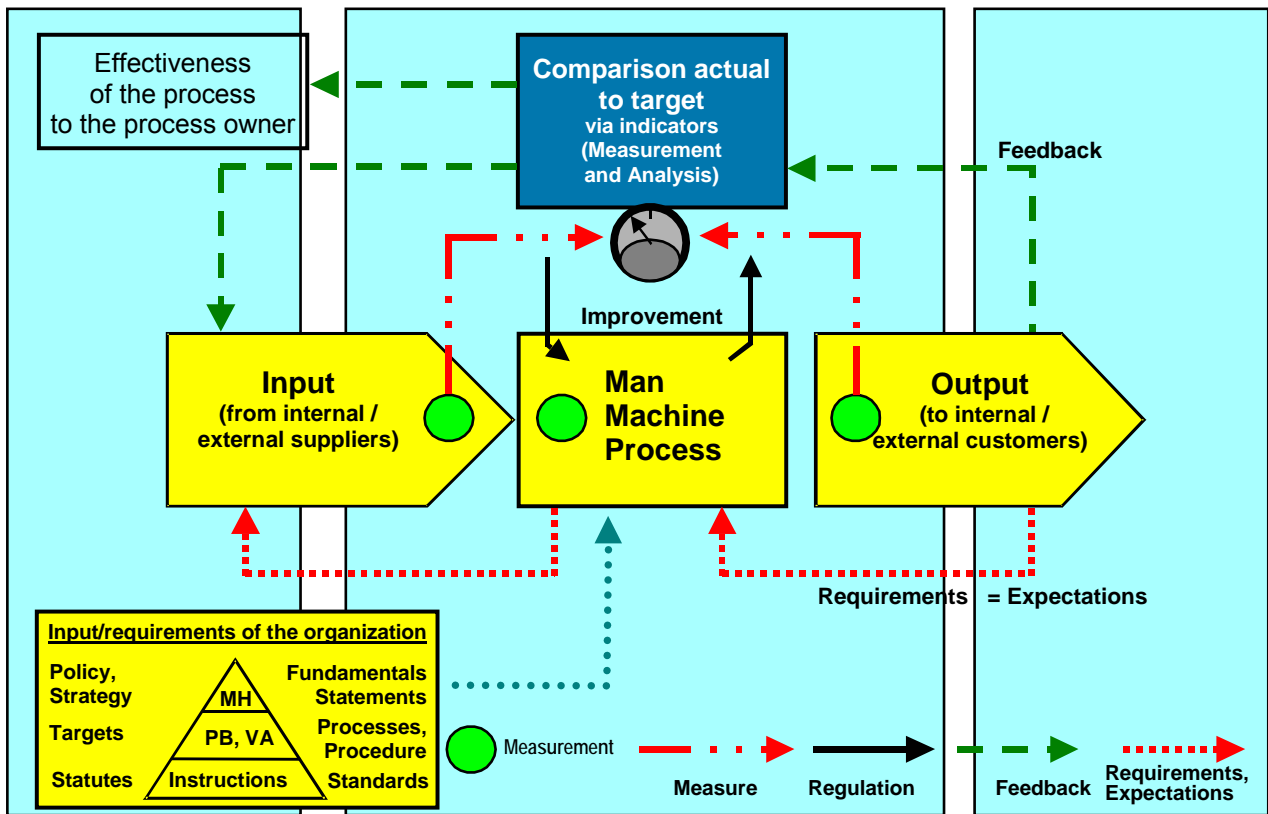 Effectiveness
of the process
to the process owner
Comparison actual
to target
via indicators
(Measurement
and Analysis)
Feedback
Improvement
Input
(from internal /
external suppliers)
Man
Machine
Process
Output
(to internal /
external customers)
Requirements = Expectations
Input/requirements of the organization
Policy,
Strategy
MH
Fundamentals
Statements
Targets
PB, VA
Processes,
Procedure
Statutes
Instructions
Standards
Measurement
Measure
Regulation
Feedback
Requirements,
Expectations